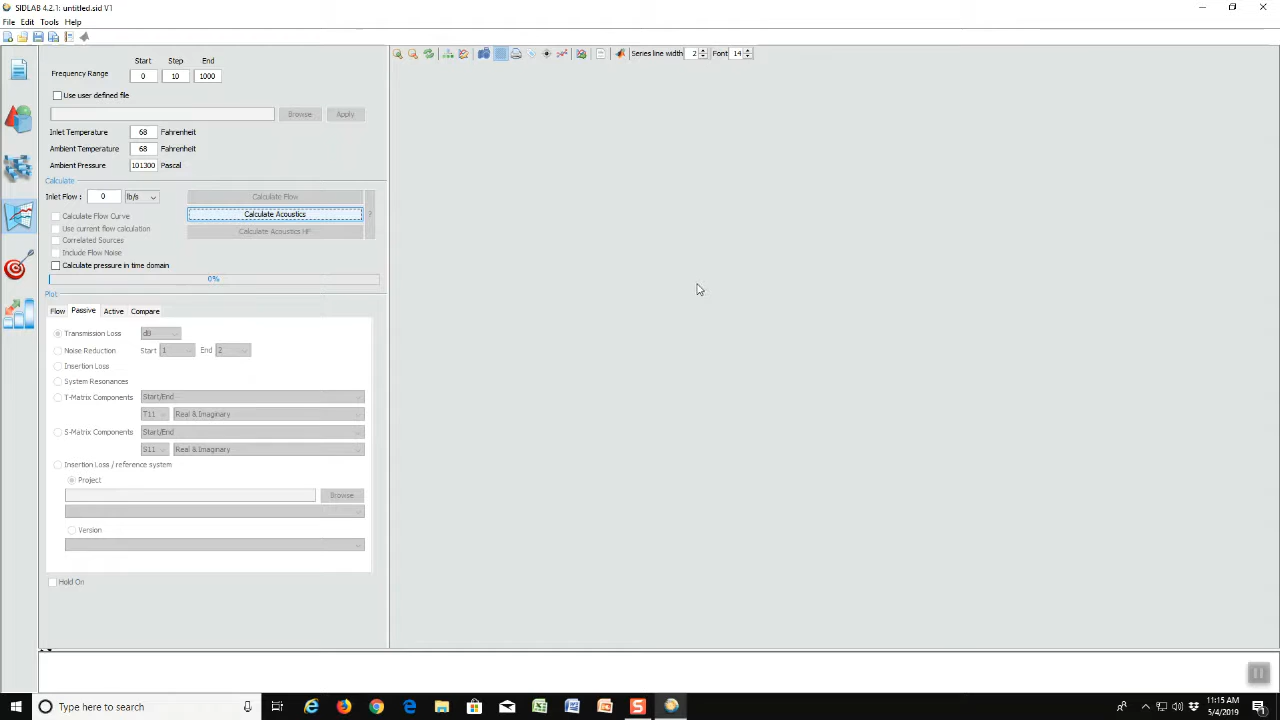 SIDLAB 4.2.1: untitled.sid V1
File Edit Tools Help
Series line width 2 Font 14
Start Step End
Frequency Range 0 10 1000
Use user defined file
Browse Apply
Inlet Temperature 68 Fahrenheit
Ambient Temperature 68 Fahrenheit
Ambient Pressure 101300 Pascal
Calculate
Inlet Flow : 0 lb/s Calculate Flow
Calculate Flow Curve Calculate Acoustics ?
Use current flow calculation
Correlated Sources Calculate Acoustics HF
Include Flow Noise
Calculate pressure in time domain
0%
Plot
Flow Passive Active Compare
Transmission Loss dB
Noise Reduction Start 1 End 2
Insertion Loss
System Resonances
T-Matrix Components Start/End
T11 Real & Imaginary
S-Matrix Components Start/End
S11 Real & Imaginary
Insertion Loss / reference system
Project
Browse
Version
Hold On
Type here to search
11:15 AM
5/4/2019